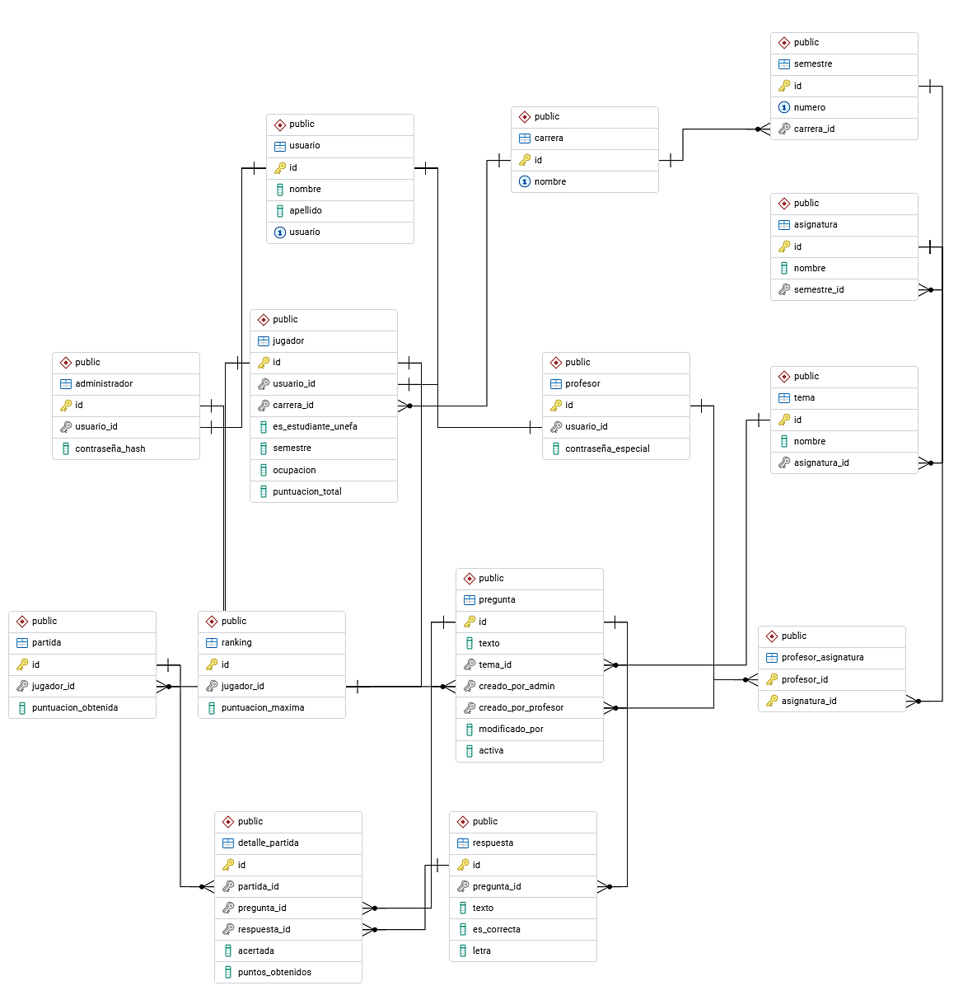 public
semestre
id
numero
carrera_id
public
usuario
id
nombre
apellido
usuario
public
carrera
id
nombre
public
asignatura
id
nombre
semestre_id
public
jugador
id
usuario_id
carrera_id
es_estudiante_unefa
semestre
ocupacion
puntuacion_total
public
administrador
id
usuario_id
contraseña_hash
public
profesor
id
usuario_id
contraseña_especial
public
tema
id
nombre
asignatura_id
public
partida
id
jugador_id
puntuacion_obtenida
public
ranking
id
jugador_id
puntuacion_maxima
public
pregunta
id
texto
tema_id
creado_por_admin
creado_por_profesor
modificado_por
activa
public
profesor_asignatura
profesor_id
asignatura_id
public
detalle_partida
id
partida_id
pregunta_id
respuesta_id
acertada
puntos_obtenidos
public
respuesta
id
pregunta_id
texto
es_correcta
letra